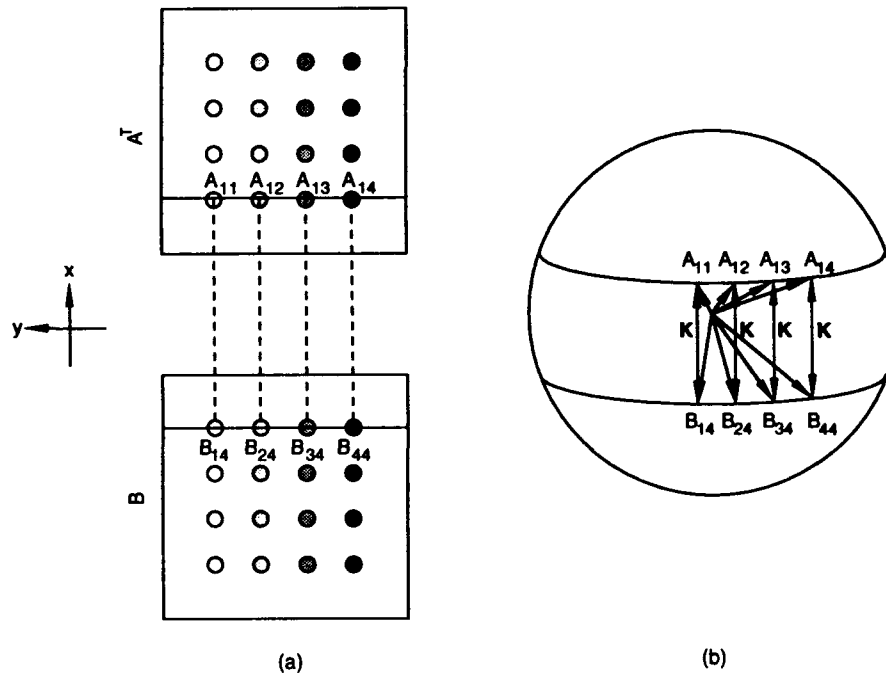 A^T
A₁₁ A₁₂ A₁₃ A₁₄
x
y
B₁₄ B₂₄ B₃₄ B₄₄
B
(a)
A₁₁ A₁₂ A₁₃ A₁₄
K K K
B₁₄ B₂₄ B₃₄ B₄₄
(b)